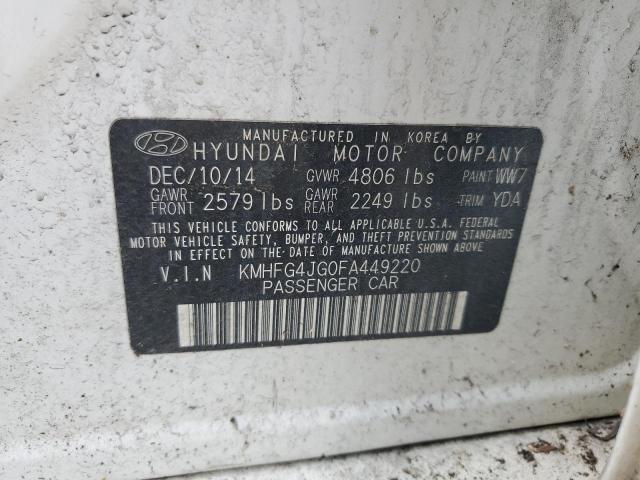 MANUFACTURED IN KOREA BY
HYUNDAI MOTOR COMPANY
DEC/10/14 GVWR 4806 lbs PAINT WW7
GAWR FRONT 2579 lbs GAWR REAR 2249 lbs TRIM YDA
THIS VEHICLE CONFORMS TO ALL APPLICABLE U.S.A. FEDERAL
MOTOR VEHICLE SAFETY, BUMPER, AND THEFT PREVENTION
STANDARDS IN EFFECT ON THE DATE OF MANUFACTURE SHOWN ABOVE
V.I.N KMHFG4JG0FA449220
PASSENGER CAR